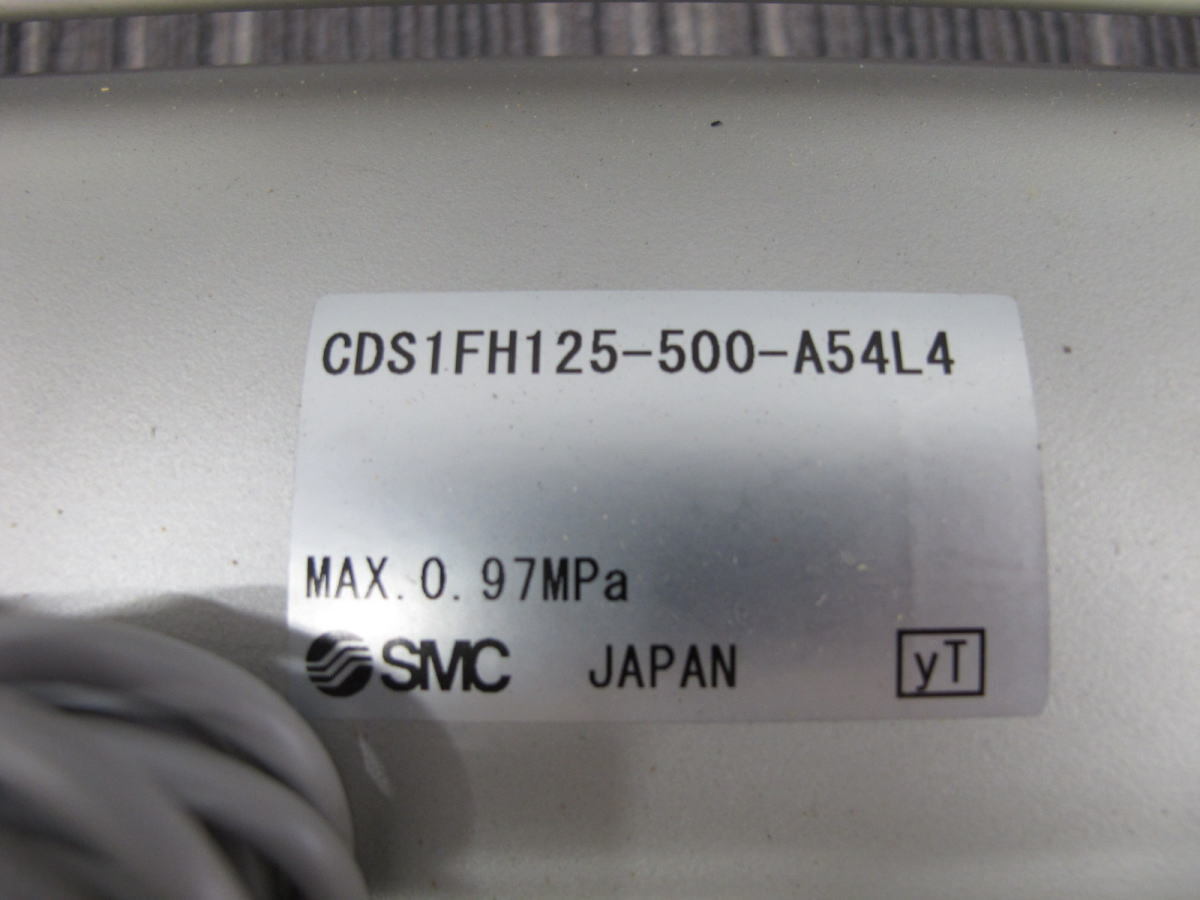 CDS1FH125-500-A54L4
MAX. 0. 97MPa
SMC JAPAN yT